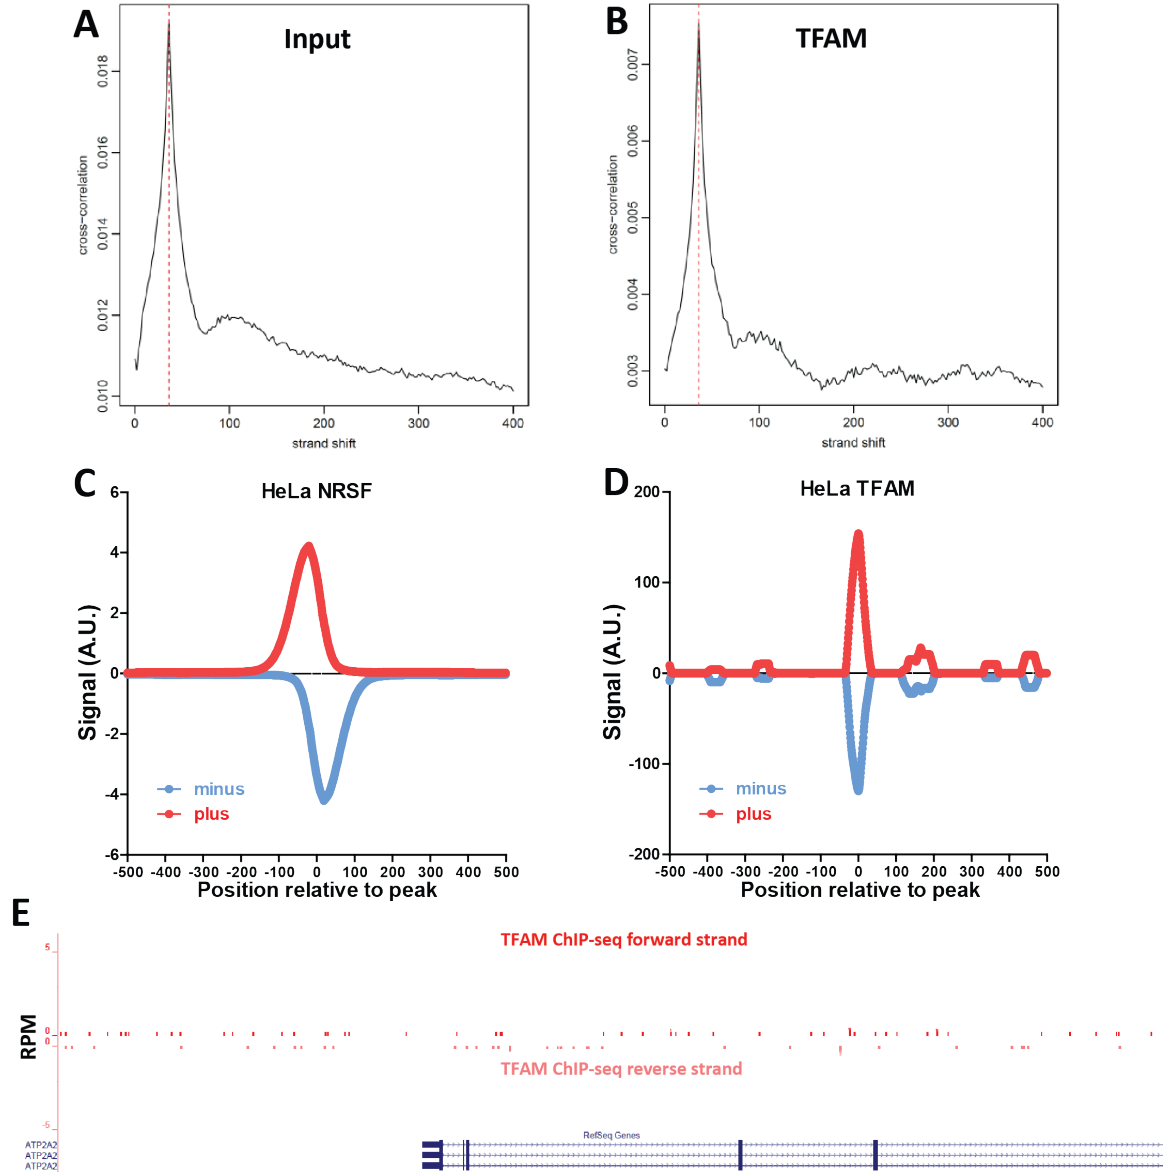 A
Input
cross−correlation
0.010 0.012 0.014 0.016 0.018
0 100 200 300 400
strand shift
B
TFAM
cross−correlation
0.003 0.004 0.005 0.006 0.007
0 100 200 300 400
strand shift
C
HeLa NRSF
Signal (A.U.)
6
4
2
0
-2
-4
-6
minus
plus
-500 -400 -300 -200 -100 0 100 200 300 400 500
Position relative to peak
D
HeLa TFAM
Signal (A.U.)
200
100
0
-100
-200
minus
plus
-500 -400 -300 -200 -100 0 100 200 300 400 500
Position relative to peak
E
TFAM ChIP-seq forward strand
RPM
5
0
0
TFAM ChIP-seq reverse strand
-5
RefSeq Genes
ATP2A2
ATP2A2
ATP2A2